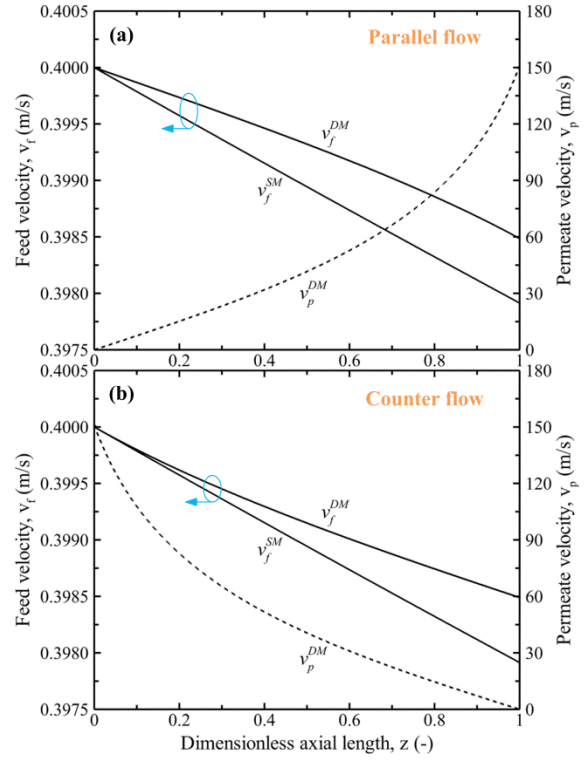 (a)
Parallel flow
Feed velocity, v_f (m/s)
Permeate velocity, v_p (m/s)
0.4005
0.4000
0.3995
0.3990
0.3985
0.3980
0.3975
180
150
120
90
60
30
0
v_f^DM
v_f^SM
v_p^DM
0 0.2 0.4 0.6 0.8 1
(b)
Counter flow
Feed velocity, v_f (m/s)
Permeate velocity, v_p (m/s)
0.4005
0.4000
0.3995
0.3990
0.3985
0.3980
0.3975
180
150
120
90
60
30
0
v_f^DM
v_f^SM
v_p^DM
0 0.2 0.4 0.6 0.8 1
Dimensionless axial length, z (-)